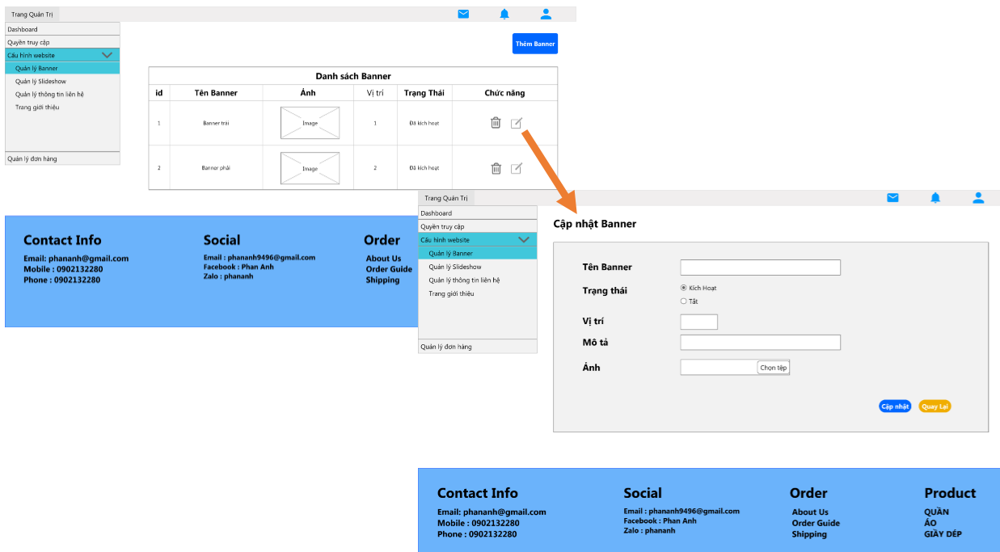 Trang Quản Trị
Dashboard
Quyền truy cập
Cấu hình website
Quản lý Banner
Quản lý Slideshow
Quản lý thông tin liên hệ
Trang giới thiệu
Quản lý đơn hàng
Thêm Banner
Danh sách Banner
id Tên Banner Ảnh Vị trí Trạng Thái Chức năng
1 Banner trái Image 1 Đã kích hoạt
2 Banner phải Image 2 Đã kích hoạt
Contact Info Social Order
Email: phananh@gmail.com Email : phananh9496@gmail.com About Us
Mobile : 0902132280 Facebook : Phan Anh Order Guide
Phone : 0902132280 Zalo : phananh Shipping
Trang Quản Trị
Dashboard
Quyền truy cập
Cấu hình website
Quản lý Banner
Quản lý Slideshow
Quản lý thông tin liên hệ
Trang giới thiệu
Quản lý đơn hàng
Cập nhật Banner
Tên Banner
Trạng thái Kích Hoạt
Tắt
Vị trí
Mô tả
Ảnh Chọn tệp
Cập nhật Quay Lại
Contact Info Social Order Product
Email: phananh@gmail.com Email : phananh9496@gmail.com About Us QUẦN
Mobile : 0902132280 Facebook : Phan Anh Order Guide ÁO
Phone : 0902132280 Zalo : phananh Shipping GIẦY DÉP